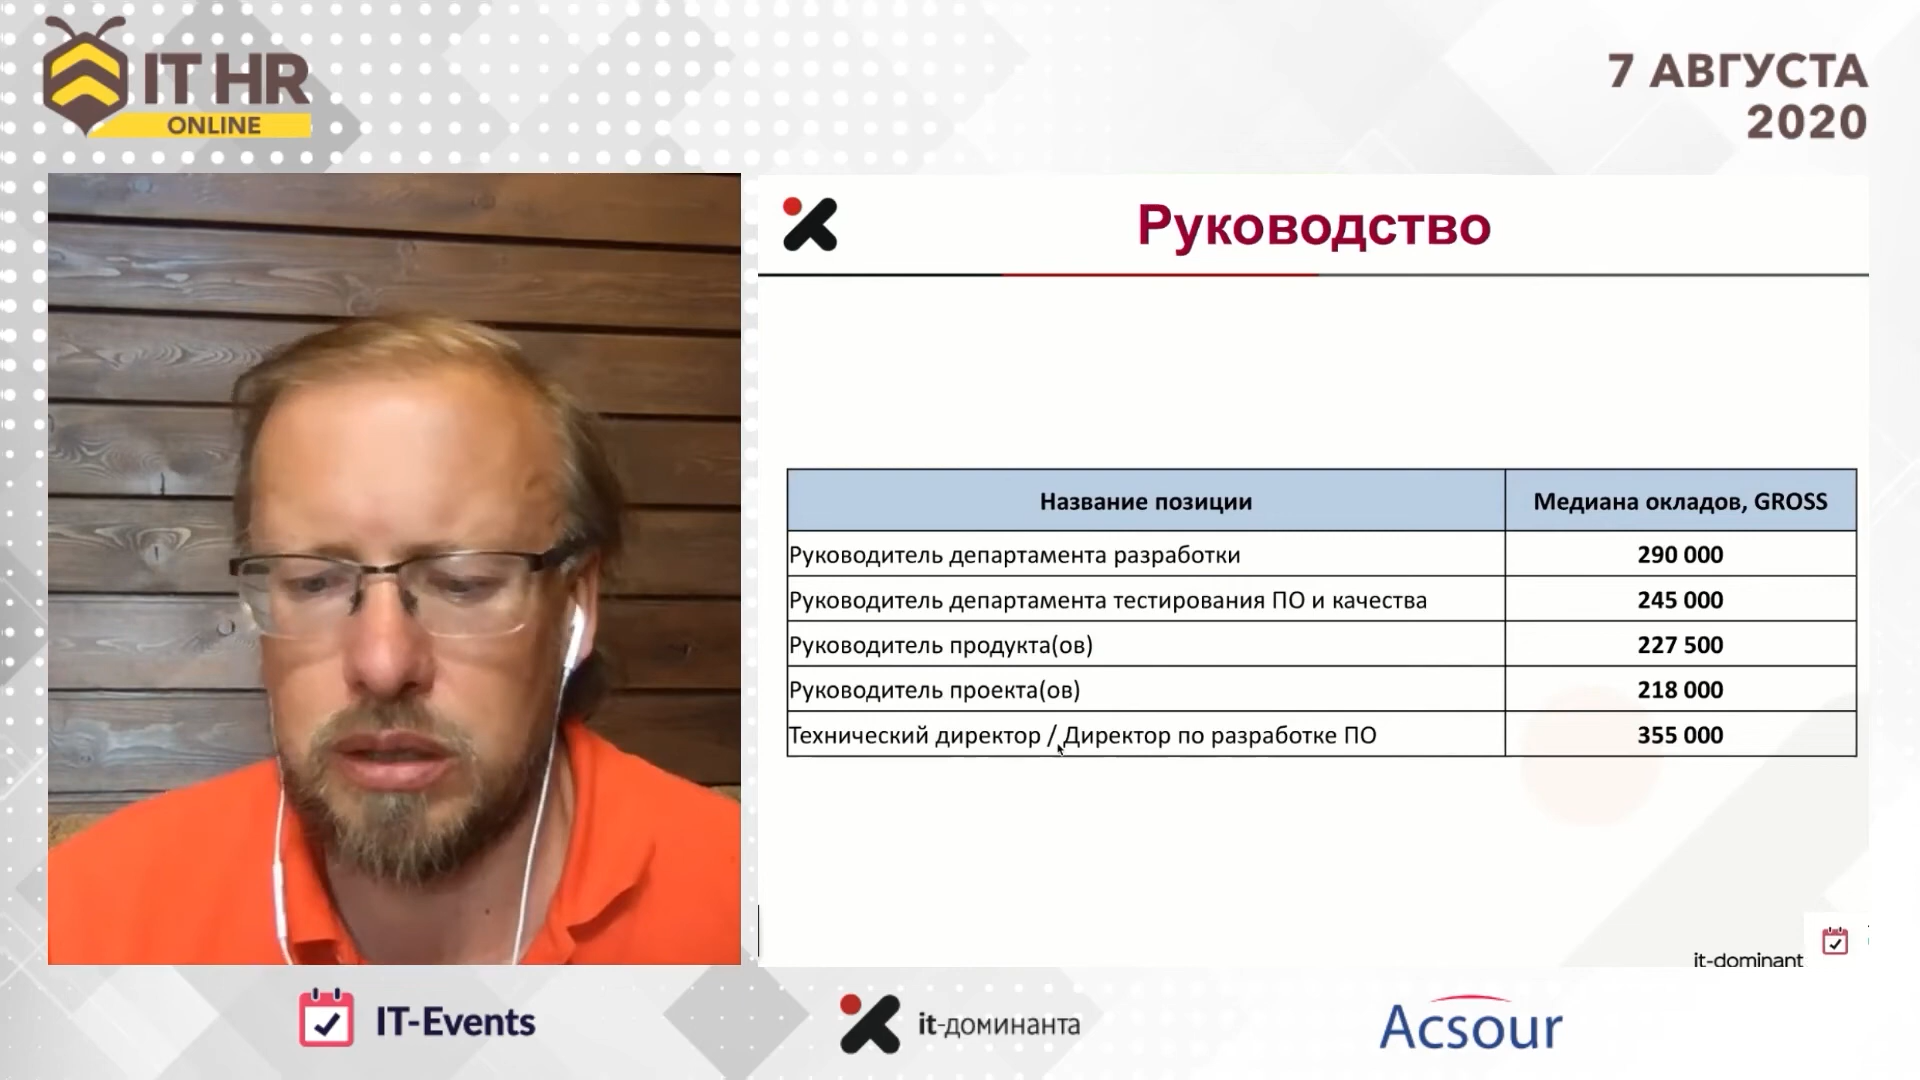 IT HR
ONLINE
7 АВГУСТА
2020
Руководство
Название позиции
Медиана окладов, GROSS
Руководитель департамента разработки
290 000
Руководитель департамента тестирования ПО и качества
245 000
Руководитель продукта(ов)
227 500
Руководитель проекта(ов)
218 000
Технический директор / Директор по разработке ПО
355 000
it-dominant
IT-Events
it-доминанта
Acsour